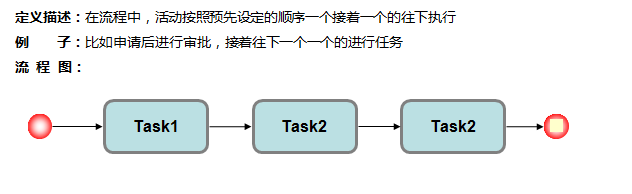 定义描述：在流程中，活动按照预先设定的顺序一个接着一个的往下执行
例 子：比如申请后进行审批，接着往下一个一个的进行任务
流 程 图：
Task1 Task2 Task2